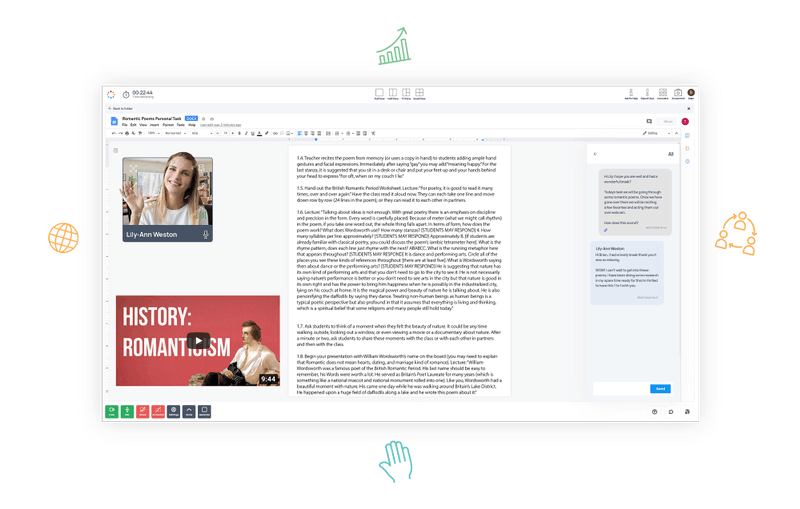 00:22:44
Back to folder
Romantic Poems Personal Task
DOCX
File Edit View Insert Format Tools Help
Editing
All
Lily-Ann Weston
HISTORY:
ROMANTICISM
9:44
1.4. Teacher recites the poem from memory (or uses a copy in hand) to students adding ample hand
gestures and facial expressions. Immediately after saying "gay," you may add "meaning happy." For the
last stanza, it is suggested that you sit in a desk or chair and put your feet up and your hands behind
your head to express "For oft, when on my couch I lie."
1.5. Hand out the British Romantic Period Worksheet. Lecture: "For poetry, it is good to read it many
times, over and over again." Have the class read it aloud now. They can each take one line and move
down row by row (24 lines in the poem), or they can read it to each other in partners.
1.6. Lecture: "Talking about ideas is not enough. With great poetry there is an emphasis on discipline
and precision in form. Every word is carefully placed. Because of meter (what we might call rhythm)
in the poem, if you take one word out, the whole thing falls apart. In terms of form, how does the
poem work? What does Wordsworth use? How many stanzas? [STUDENTS MAY RESPOND] 4. How
many syllables per line approximately? [STUDENTS MAY RESPOND] Approximately 8. [If students are
already familiar with classical poetry, you could discuss the poem's iambic tetrameter here]. What is the
rhyme pattern, does each line just rhyme with the next? ABABCC. What is the running metaphor here
that appears throughout? [STUDENTS MAY RESPOND] It is dance and performing arts. Circle all of the
places you see these kinds of references throughout [there are at least five]. What is Wordsworth saying
then about dance or the performing arts? [STUDENTS MAY RESPOND] He is suggesting that nature has
its own kind of performing arts and that you don't need to go to the city to see it. He is not necessarily
saying nature's performance is better or you don't need to see arts in the city but that nature is good in
its own right and has the power to bring him happiness when he is possibly in the industrialized city,
lying on his couch at home. It is the magical power and beauty of nature he is talking about. He is also
personifying the daffodils by saying they dance. Treating non-human beings as human beings is a
typical poetic perspective but also profound in that it assumes that everything is living and thinking,
which is a spiritual belief that some religions and many people still hold today."
1.7. Ask students to think of a moment when they felt the beauty of nature. It could be any time
walking outside, looking out a window, or even viewing a movie or a documentary about nature. After
a minute or two, ask students to share these moments with the class or with each other in partners
and then with the class.
1.8. Begin your presentation with William Wordsworth's name on the board (you may need to explain
that Romantic does not mean hearts, dating, and marriage kind of romance). Lecture: "William
Wordsworth was a famous poet of the British Romantic Period. His last name should be easy to
remember, his Words were worth a lot. He served as Britain's Poet Laureate for many years (which is
something like a national mascot and national monument rolled into one). Like you, Wordsworth had a
beautiful moment with nature. His came one day while he was walking around Britain's Lake District.
He happened upon a huge field of daffodils along a lake and he wrote this poem about it."
Lily-Ann Weston
Send